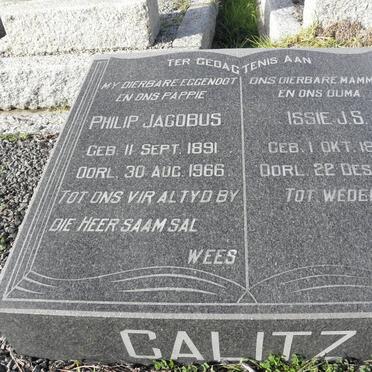 TER GEDAGTENIS AAN
MY DIERBARE EGGENOOT
EN ONS PAPPIE
PHILIP JACOBUS
GEB. 11 SEPT. 1891
OORL. 30 AUG. 1966
TOT ONS VIR ALTYD BY
DIE HEER SAAM SAL
WEES
ONS DIERBARE MAMM
EN ONS OUMA
ISSIE J.S.
GEB. 1 OKT. 18
OORL. 22 DES.
TOT WEDE
CALITZ